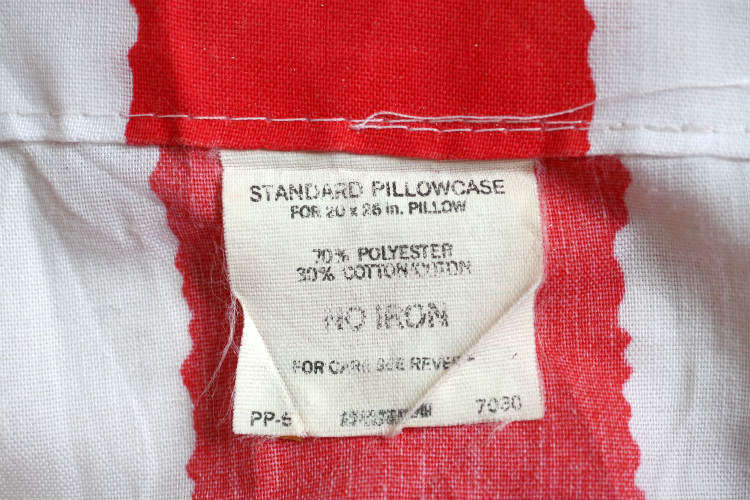 STANDARD PILLOWCASE
FOR 20 x 26 in. PILLOW
70% POLYESTER
30% COTTON/COTON
NO IRON
FOR CARE SEE REVERSE
PP-5
7030